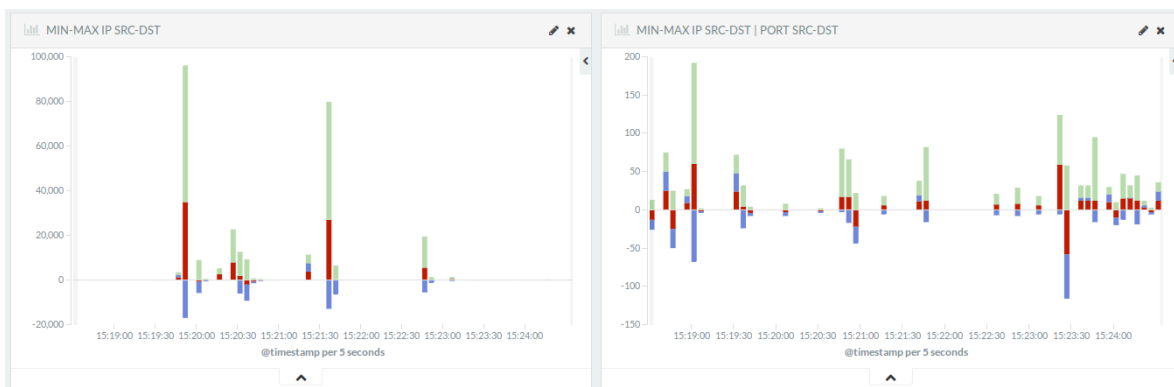 MIN-MAX IP SRC-DST
100,000
80,000
60,000
40,000
20,000
0
-20,000
15:19:00 15:19:30 15:20:00 15:20:30 15:21:00 15:21:30 15:22:00 15:22:30 15:23:00 15:23:30 15:24:00
@timestamp per 5 seconds
MIN-MAX IP SRC-DST | PORT SRC-DST
200
150
100
50
0
-50
-100
-150
15:19:00 15:19:30 15:20:00 15:20:30 15:21:00 15:21:30 15:22:00 15:22:30 15:23:00 15:23:30 15:24:00
@timestamp per 5 seconds